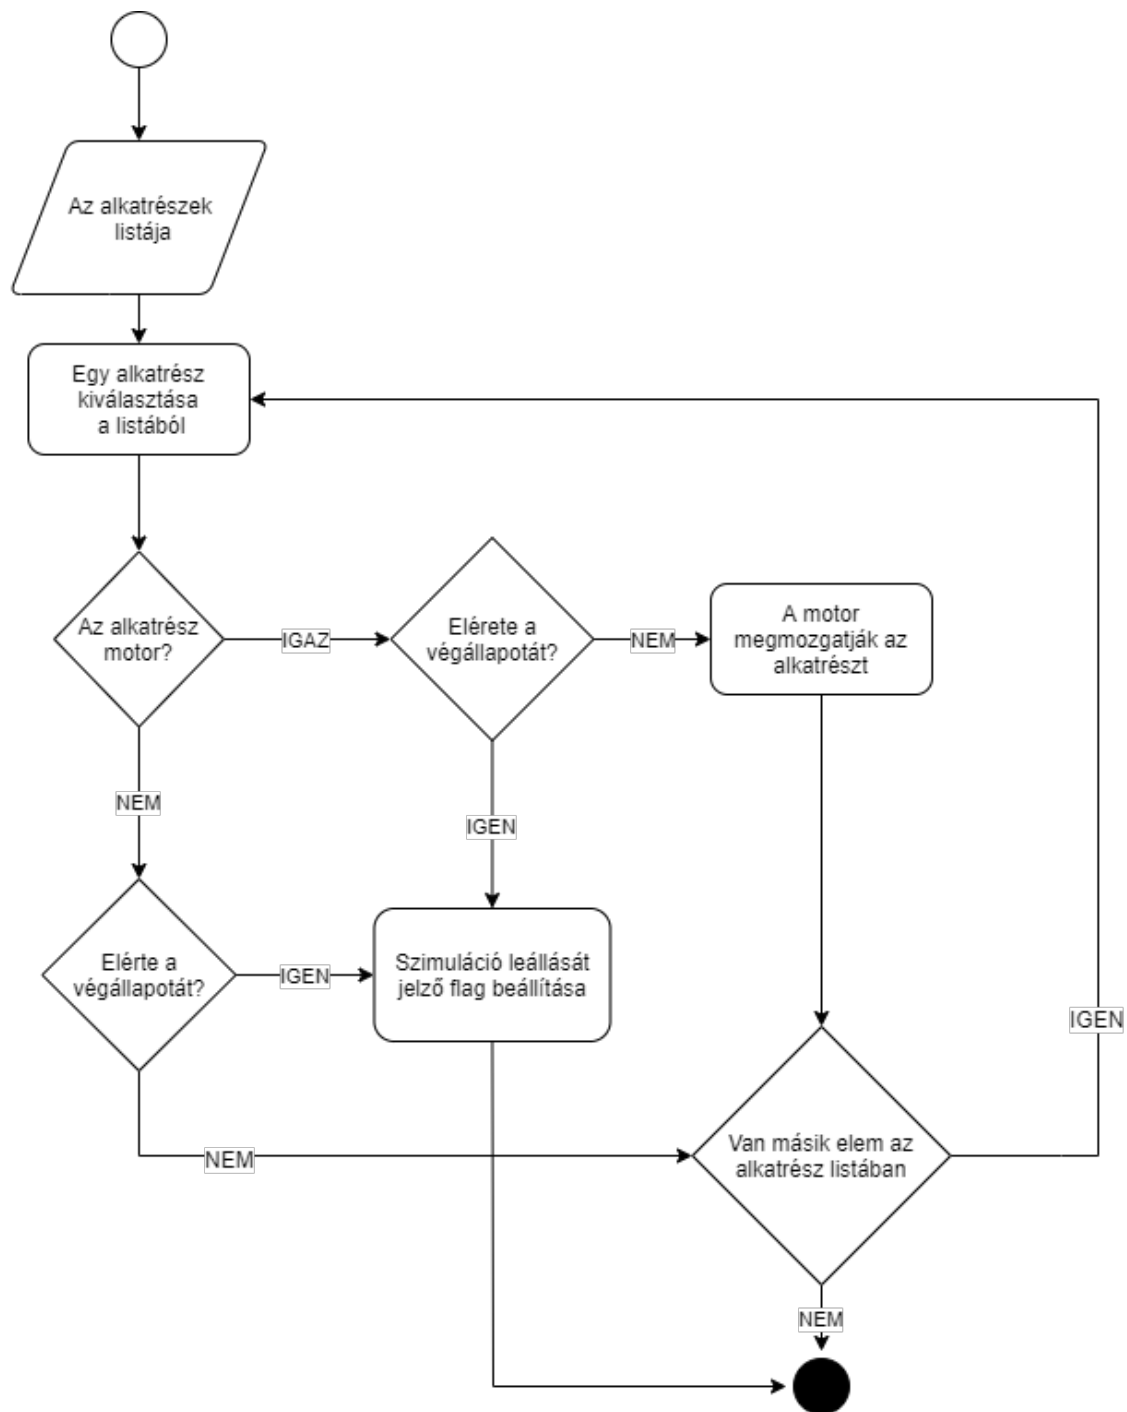 Az alkatrészek
listája
Egy alkatrész
kiválasztása
a listából
Az alkatrész
motor?
IGAZ
Elérete a
végállapotát?
NEM
A motor
megmozgatják az
alkatrészt
NEM
IGEN
Elérte a
végállapotát?
IGEN
Szimuláció leállását
jelző flag beállítása
IGEN
NEM
Van másik elem az
alkatrész listában
NEM